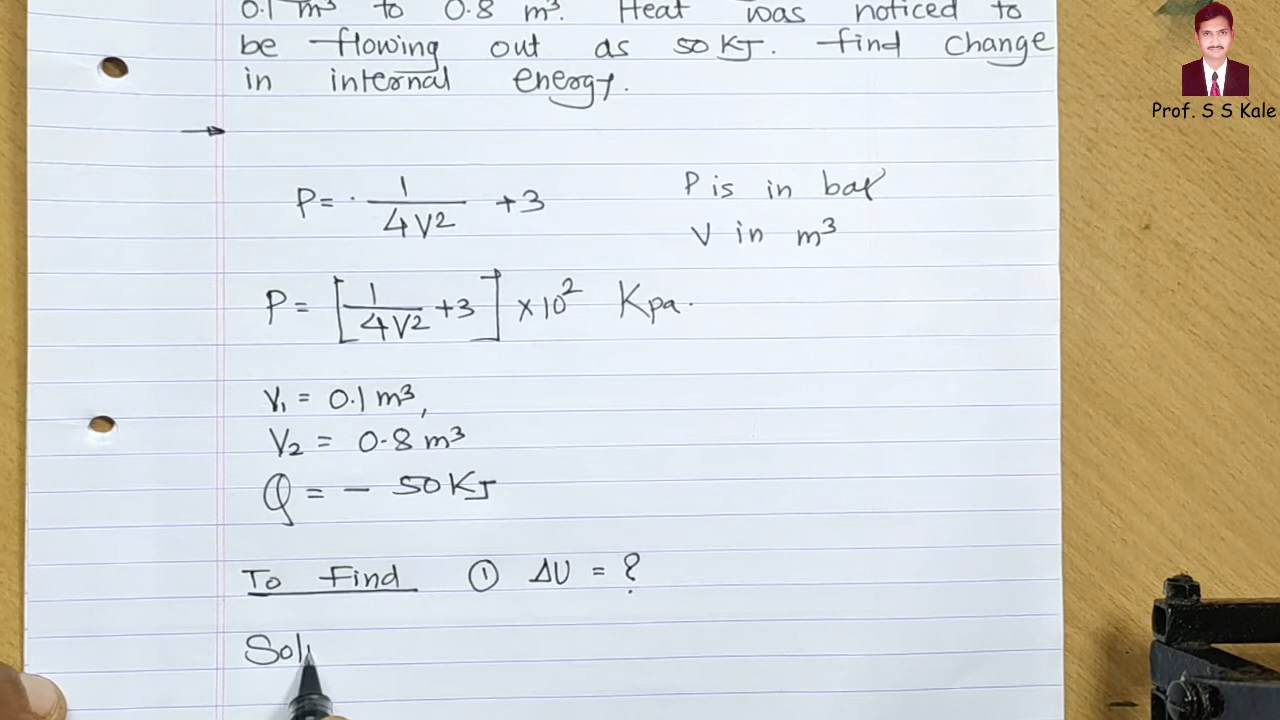 0.1 m³ to 0.8 m³. Heat was noticed to
be flowing out as 50 KJ. find change
in internal energy.
Prof. S S Kale
P = 1/4V² + 3 P is in bar
V in m³
P = [1/4V² + 3] × 10² Kpa.
V₁ = 0.1 m³,
V₂ = 0.8 m³
Q = - 50 KJ
To Find ① ΔU = ?
Sol